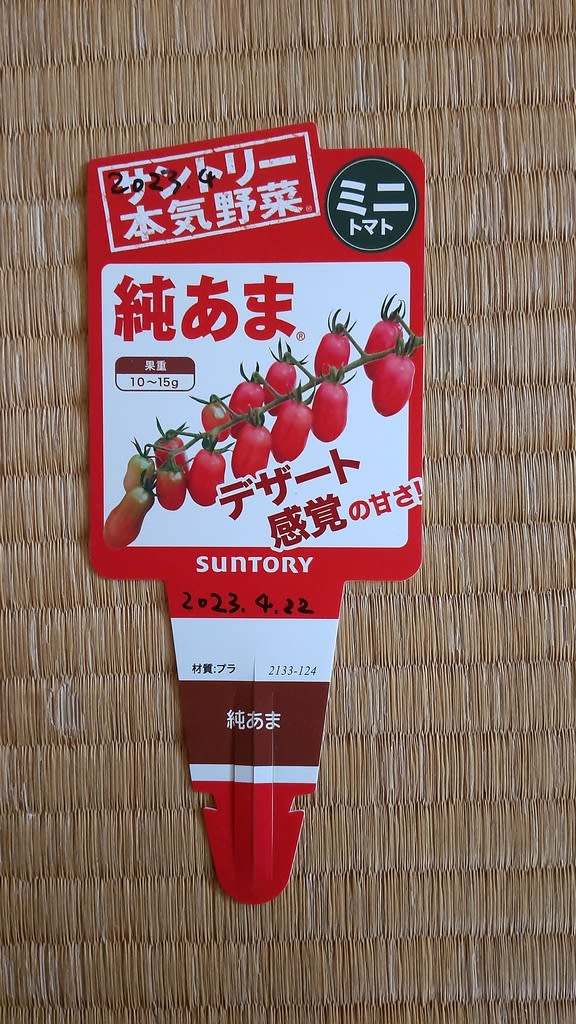 2023.4
サントリー
本気野菜®
ミニ
トマト
純あま®
果重
10～15g
デザート
感覚の甘さ!
SUNTORY
2023.4.22
材質:プラ 2133-124
純あま